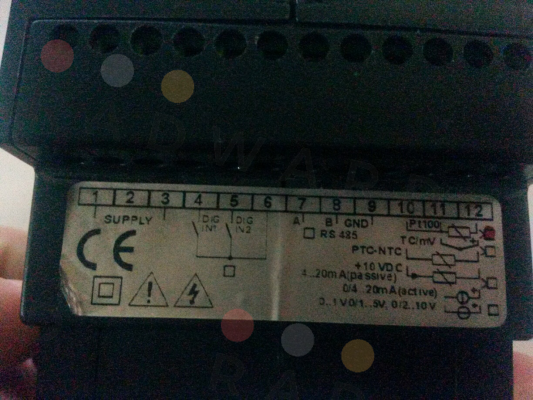 1 2 3 4 5 6 7 8 9 10 11 12
SUPPLY
DIG IN1
DIG IN2
A B GND
RS 485
Pt100
TC/mV
PTC-NTC
+10 VDC
4..20mA(passive)
0/4..20mA(active)
0..1V 0/1...5V, 0/2..10V
CE
ADWARD
RADWAR